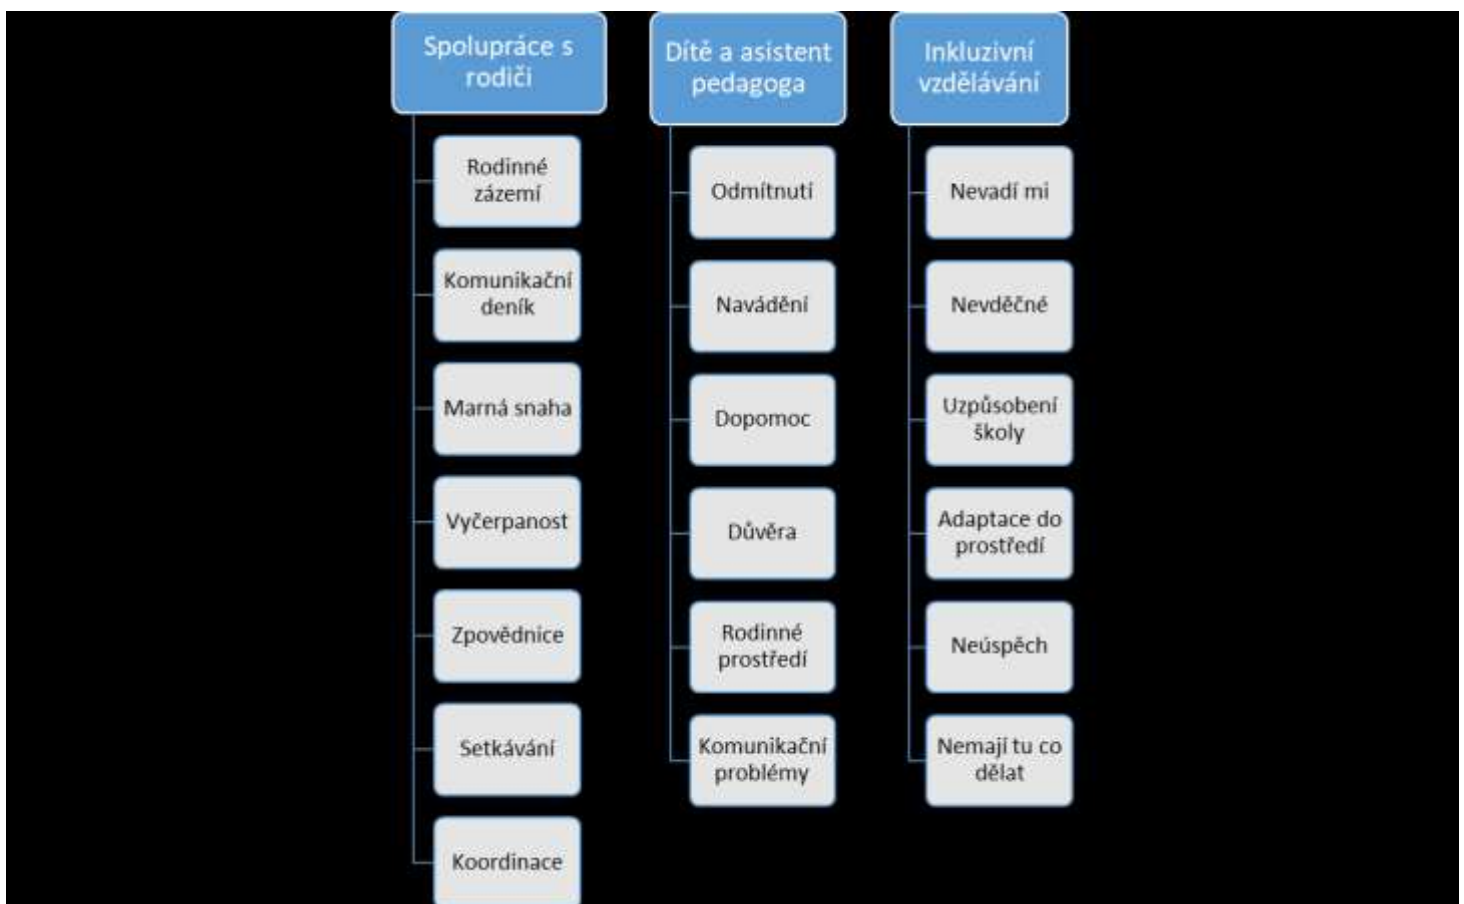 Spolupráce s
rodiči
Rodinné
zázemí
Komunikační
deník
Marná snaha
Vyčerpanost
Zpovědnice
Setkávání
Koordinace
Dítě a asistent
pedagoga
Odmítnutí
Navádění
Dopomoc
Důvěra
Rodinné
prostředí
Komunikační
problémy
Inkluzivní
vzdělávání
Nevadí mi
Nevděčné
Uzpůsobení
školy
Adaptace do
prostředí
Neúspěch
Nemají tu co
dělat